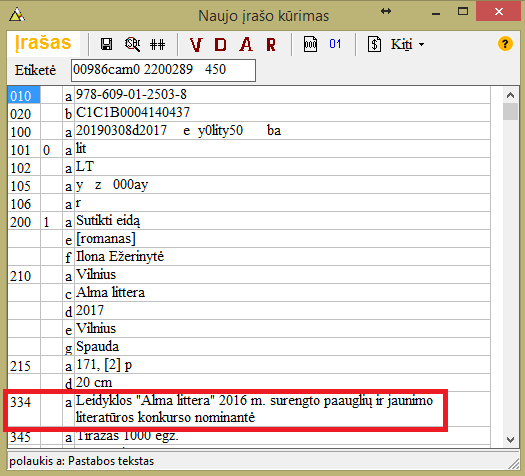 Naujo įrašo kūrimas
Įrašas V D A R 000 01 $ Kiti ?
Etiketė 00986cam0 2200289 450
010 a 978-609-01-2503-8
020 b C1C1B0004140437
100 a 20190308d2017 e y0lity50 ba
101 0 a lit
102 a LT
105 a y z 000ay
106 a r
200 1 a Sutikti eidą
e [romanas]
f Ilona Ežerinytė
210 a Vilnius
c Alma littera
d 2017
e Vilnius
g Spauda
215 a 171, [2] p
d 20 cm
334 a Leidyklos "Alma littera" 2016 m. surengto paauglių ir jaunimo
literatūros konkurso nominantė
345 a Tiražas 1000 egz.
polaukis a: Pastabos tekstas